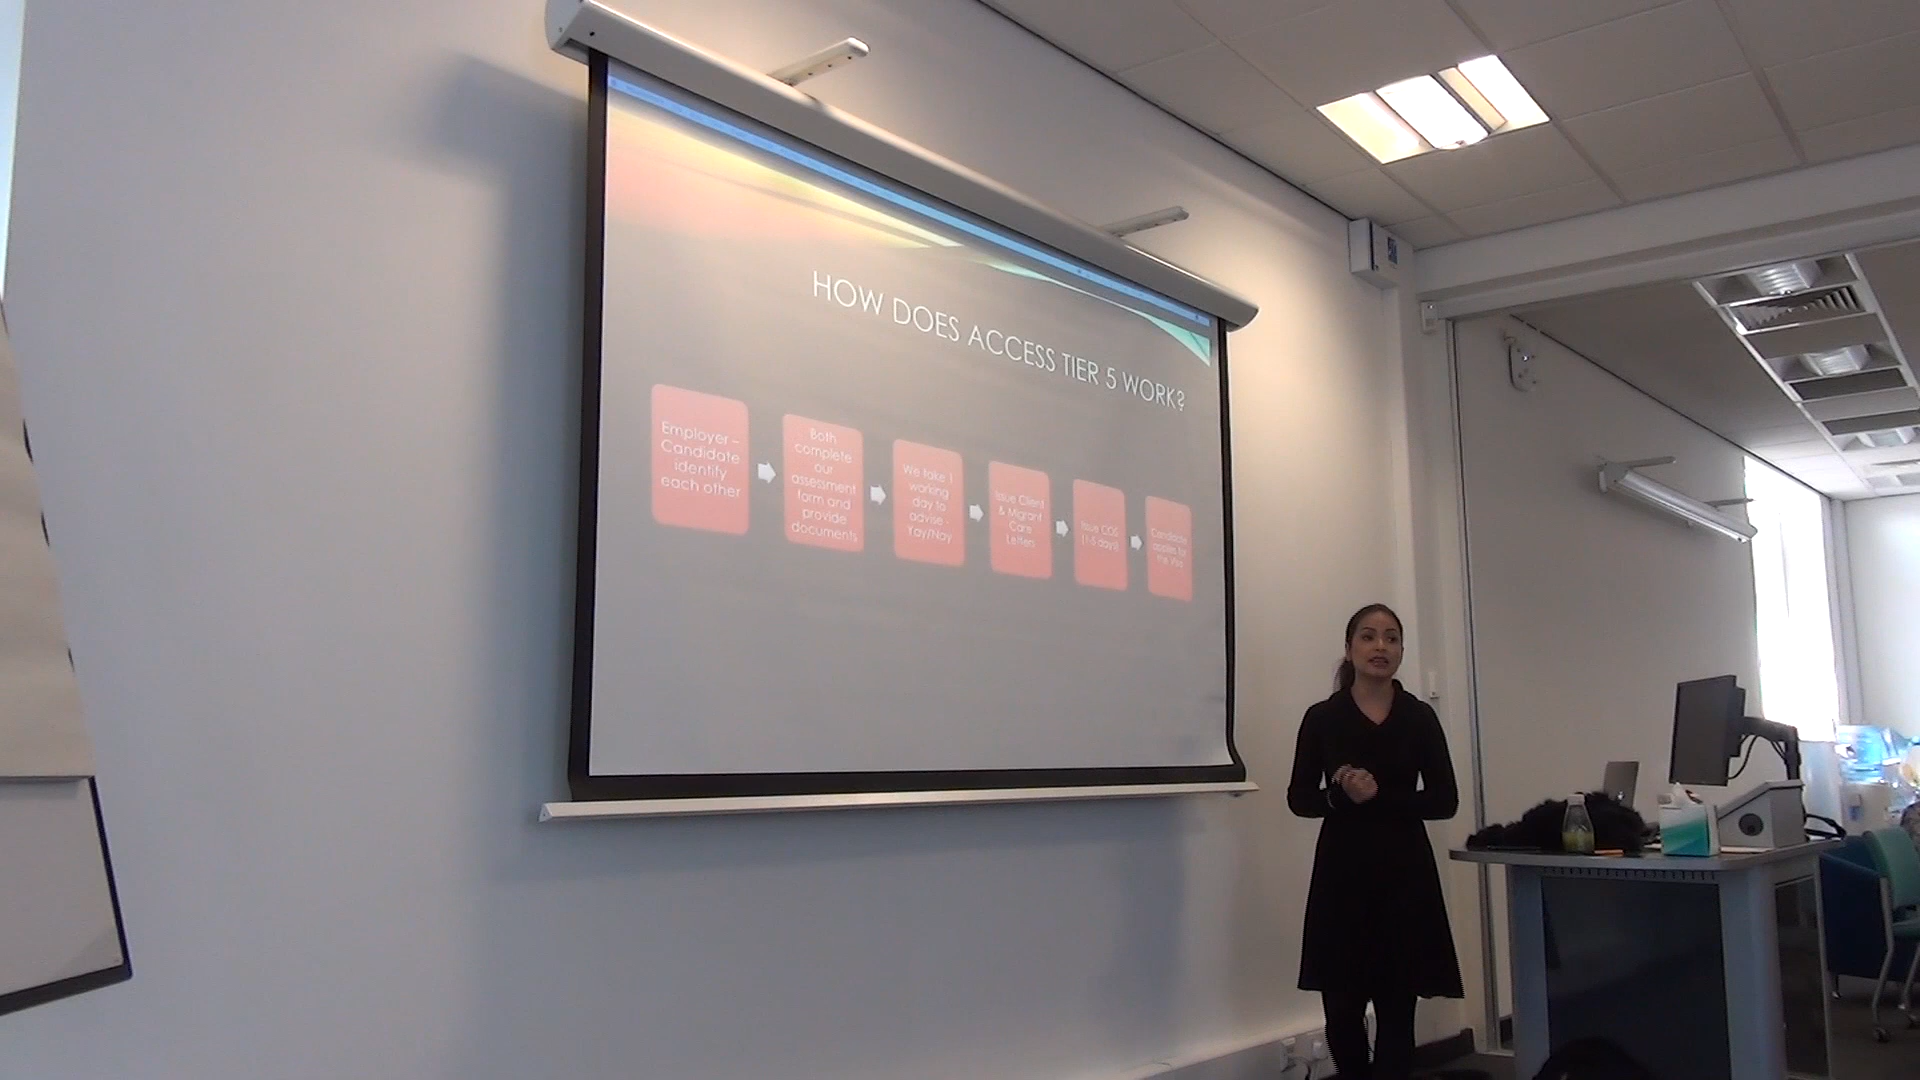 HOW DOES ACCESS TIER 5 WORK?
Employer –
Candidate
identify
each other
Both
complete
our
assessment
form and
provide
documents
We take 1
working
day to
advise -
Yay/Nay
Issue Client
& Migrant
Care
Letters
Issue COS
(1-5 days)
Candidate
applies for
the Visa